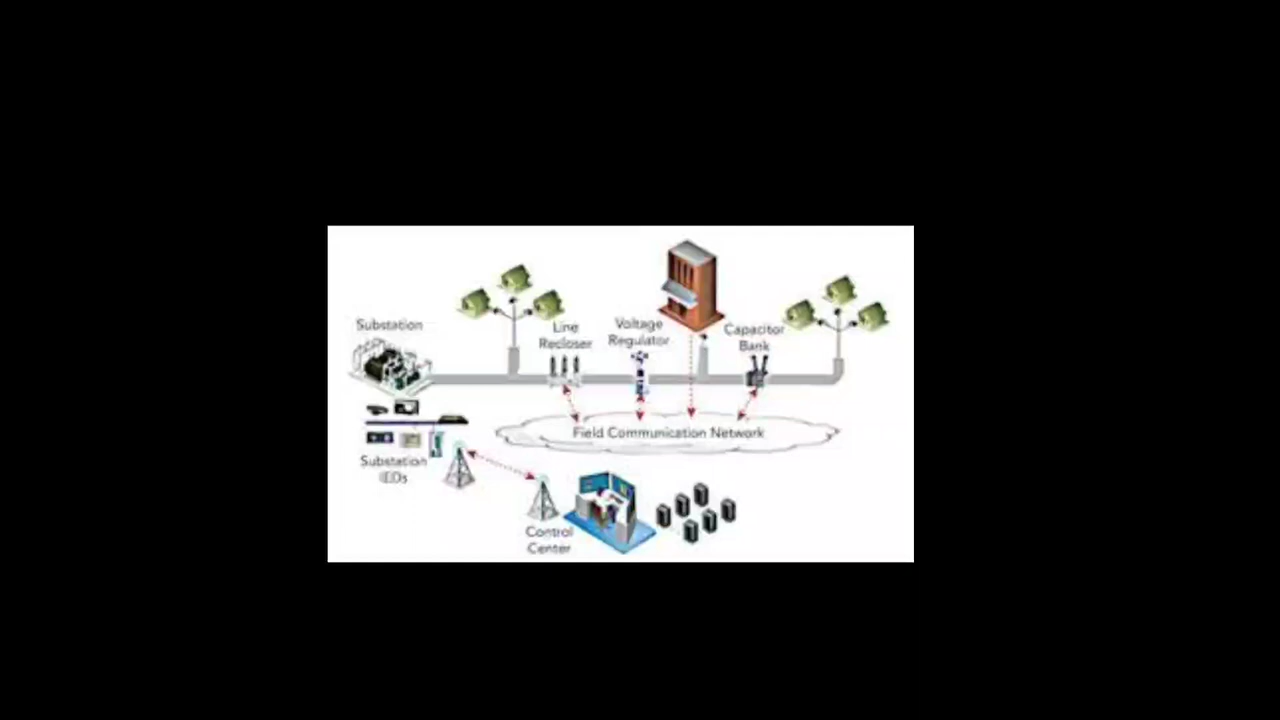 Substation
Line
Recloser
Voltage
Regulator
Capacitor
Bank
Field Communication Network
Substation
IEDs
Control
Center